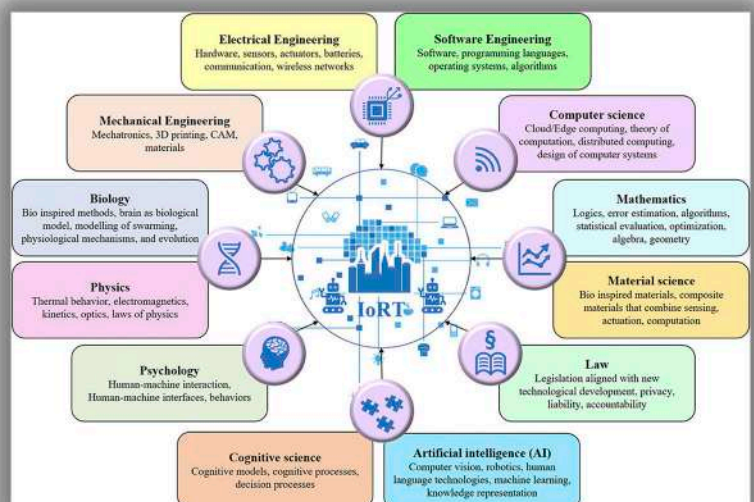 Electrical Engineering
Hardware, sensors, actuators, batteries,
communication, wireless networks
Software Engineering
Software, programming languages,
operating systems, algorithms
Mechanical Engineering
Mechatronics, 3D printing, CAM,
materials
Computer science
Cloud/Edge computing, theory of
computation, distributed computing,
design of computer systems
Biology
Bio inspired methods, brain as biological
model, modelling of swarming,
physiological mechanisms, and evolution
Mathematics
Logics, error estimation, algorithms,
statistical evaluation, optimization,
algebra, geometry
IoRT
Physics
Thermal behavior, electromagnetics,
kinetics, optics, laws of physics
Material science
Bio inspired materials, composite
materials that combine sensing,
actuation, computation
Psychology
Human-machine interaction,
Human-machine interfaces, behaviors
§
Law
Legislation aligned with new
technological development, privacy,
liability, accountability
Cognitive science
Cognitive models, cognitive processes,
decision processes
Artificial intelligence (AI)
Computer vision, robotics, human
language technologies, machine learning,
knowledge representation